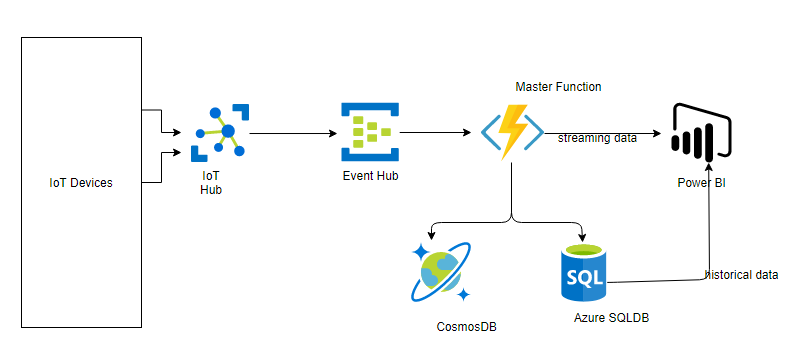 Master Function
IoT Devices
IoT
Hub
Event Hub
streaming data
Power BI
SQL
historical data
CosmosDB
Azure SQLDB